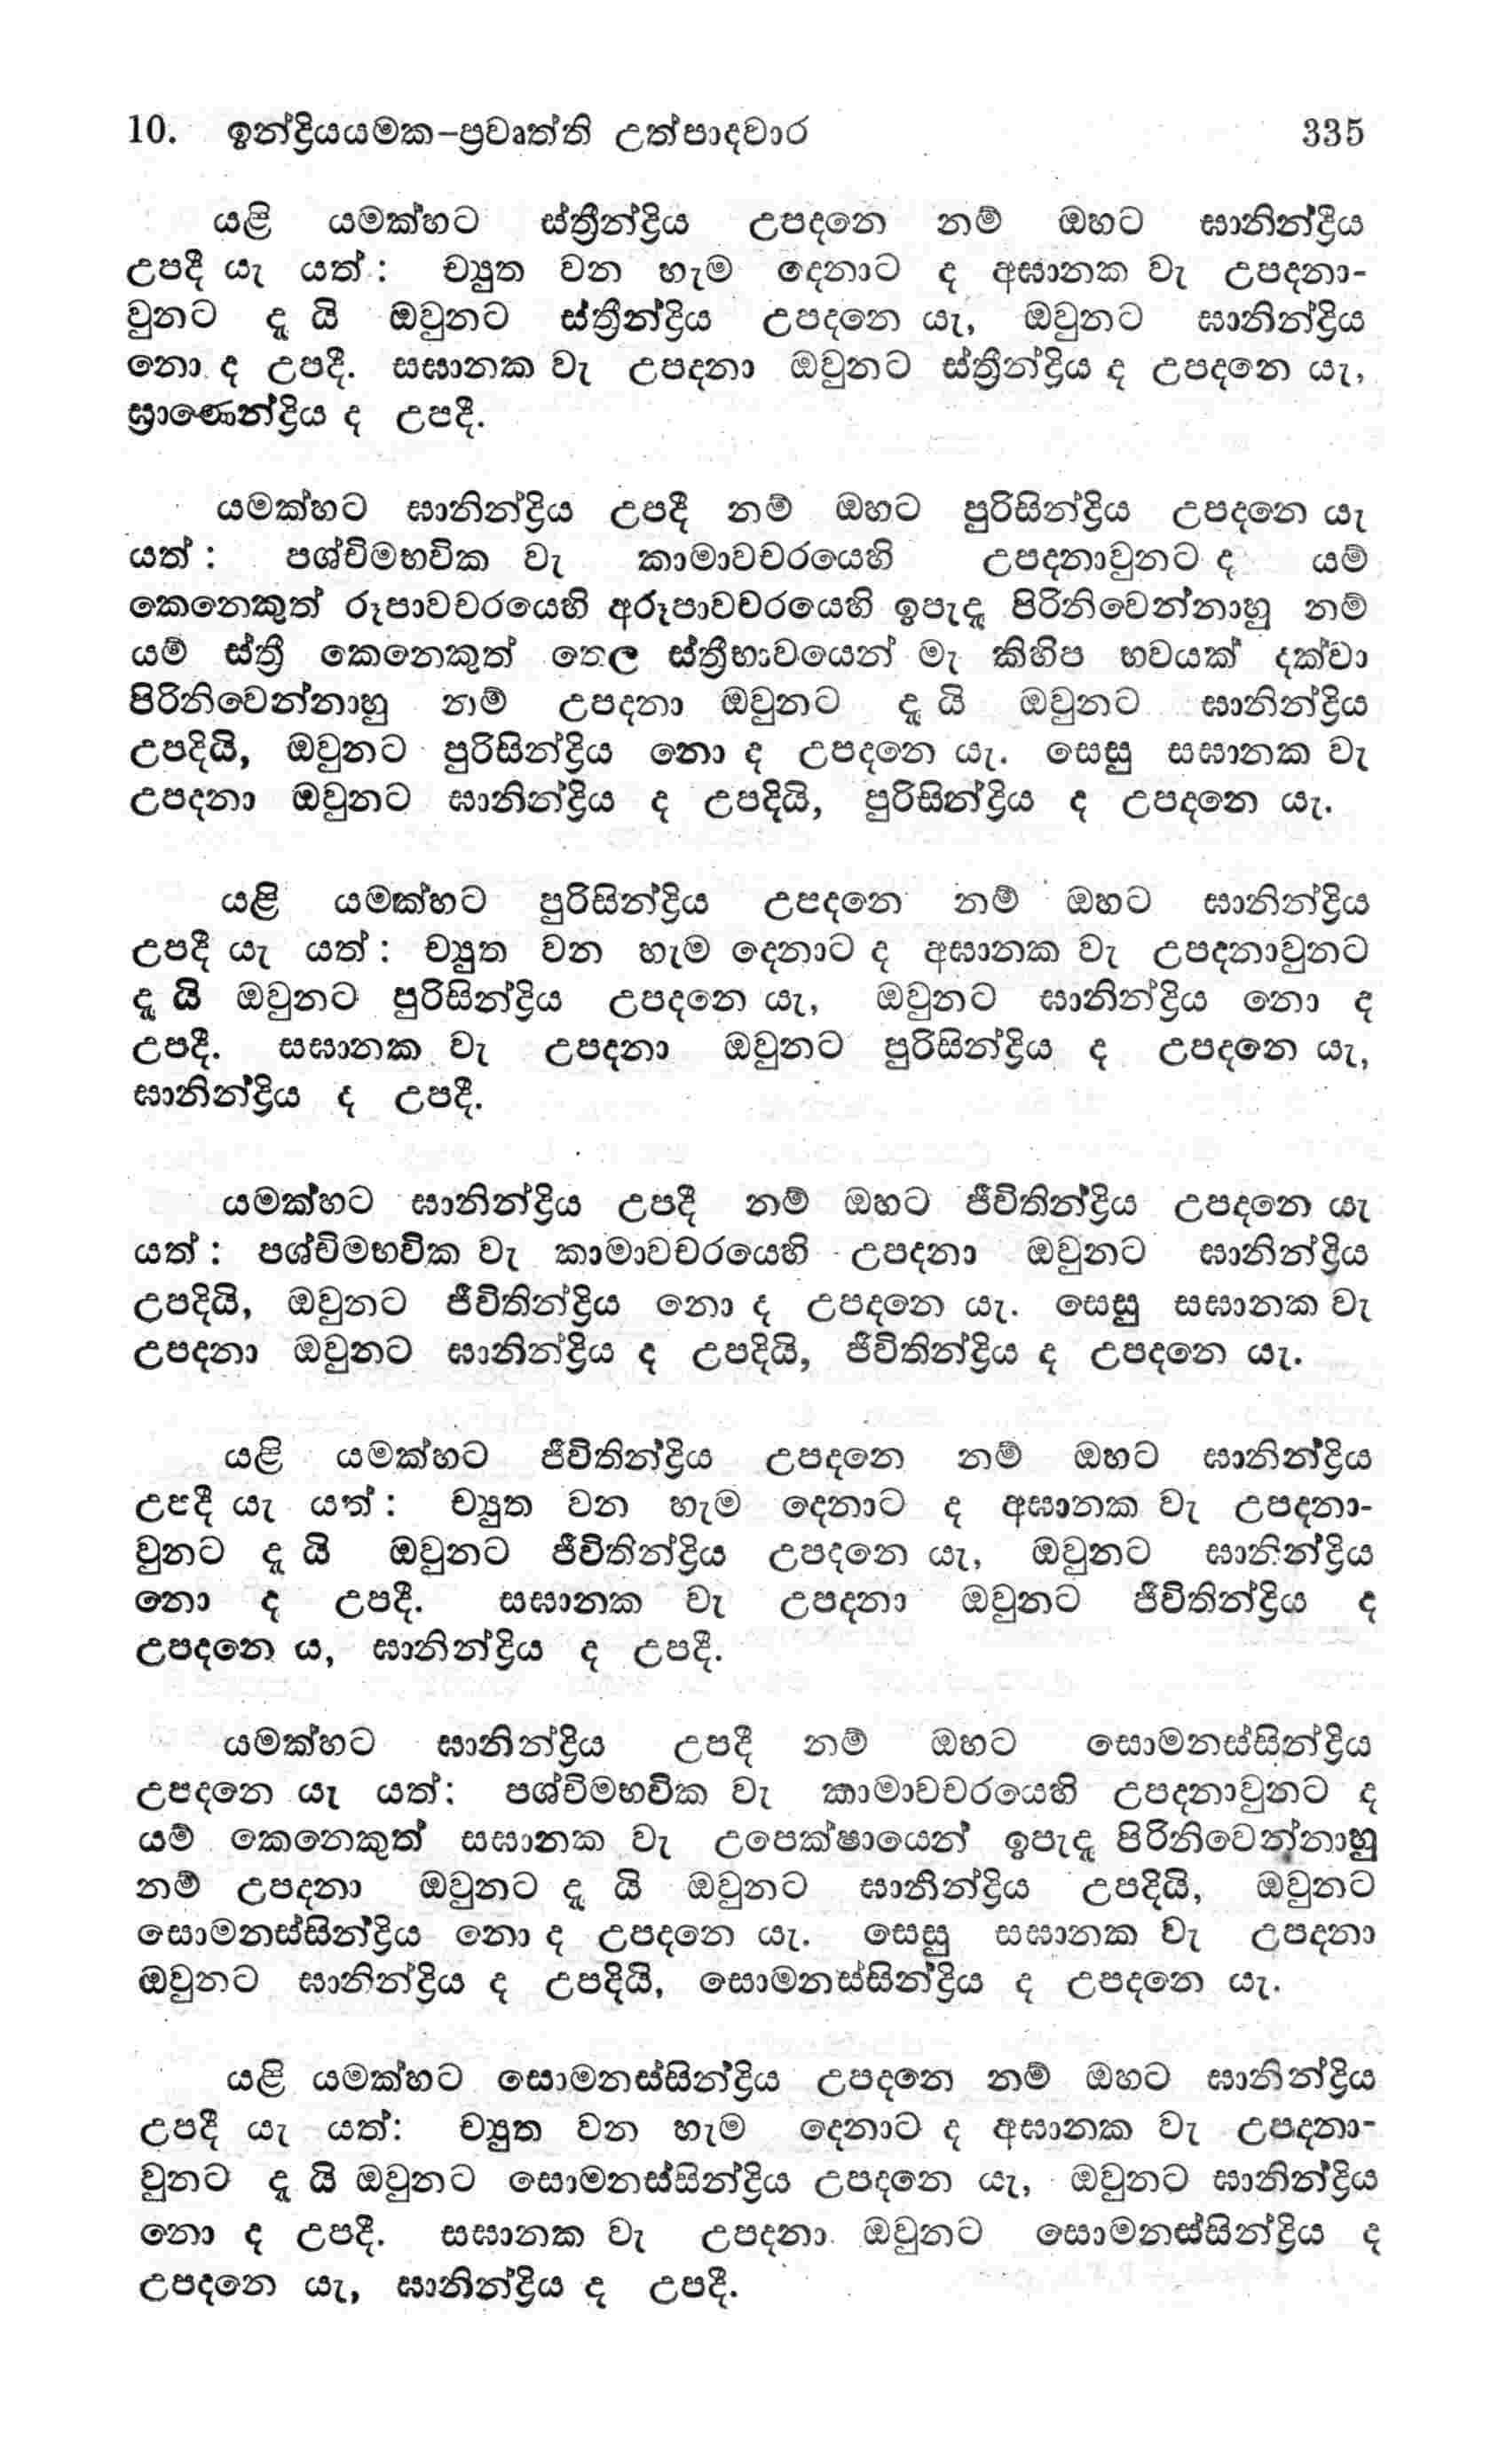 10. ඉන්ද්‍රියයමක-ප්‍රවෘත්ති උත්පාදවාර 335
යළි යමක්හට ස්ත්‍රීන්ද්‍රිය උපදනෙ නම් ඔහට ඝානින්ද්‍රිය
උපදී යැ යත් : ච්‍යුත වන හැම දෙනාට ද අඝානක වැ උපදනා-
වුනට දැ යි ඔවුනට ස්ත්‍රීන්ද්‍රිය උපදනෙ යැ, ඔවුනට ඝානින්ද්‍රිය
නො ද උපදී. සඝානක වැ උපදනා ඔවුනට ස්ත්‍රීන්ද්‍රිය ද උපදනෙ යැ,
ඝ්‍රාණෙන්ද්‍රිය ද උපදී.
යමක්හට ඝානින්ද්‍රිය උපදී නම් ඔහට පුරිසින්ද්‍රිය උපදනෙ යැ
යත් : පශ්චිමභවික වැ කාමාවචරයෙහි උපදනාවුනට ද යම්
කෙනෙකුත් රූපාවචරයෙහි අරූපාවචරයෙහි ඉපැදැ පිරිනිවෙන්නාහු නම්
යම් ස්ත්‍රී කෙනෙකුත් තෙල ස්ත්‍රීභාවයෙන් මැ කිහිප භවයක් දක්වා
පිරිනිවෙන්නාහු නම් උපදනා ඔවුනට දැ යි ඔවුනට ඝානින්ද්‍රිය
උපදියි, ඔවුනට පුරිසින්ද්‍රිය නො ද උපදනෙ යැ. සෙසු සඝානක වැ
උපදනා ඔවුනට ඝානින්ද්‍රිය ද උපදියි, පුරිසින්ද්‍රිය ද උපදනෙ යැ.
යළි යමක්හට පුරිසින්ද්‍රිය උපදනෙ නම් ඔහට ඝානින්ද්‍රිය
උපදී යැ යත් : ච්‍යුත වන හැම දෙනාට ද අඝානක වැ උපදනාවුනට
දැ යි ඔවුනට පුරිසින්ද්‍රිය උපදනෙ යැ, ඔවුනට ඝානින්ද්‍රිය නො ද
උපදී. සඝානක වැ උපදනා ඔවුනට පුරිසින්ද්‍රිය ද උපදනෙ යැ,
ඝානින්ද්‍රිය ද උපදී.
යමක්හට ඝානින්ද්‍රිය උපදී නම් ඔහට ජීවිතින්ද්‍රිය උපදනෙ යැ
යත් : පශ්චිමභවික වැ කාමාවචරයෙහි උපදනා ඔවුනට ඝානින්ද්‍රිය
උපදියි, ඔවුනට ජීවිතින්ද්‍රිය නො ද උපදනෙ යැ. සෙසු සඝානක වැ
උපදනා ඔවුනට ඝානින්ද්‍රිය ද උපදියි, ජීවිතින්ද්‍රිය ද උපදනෙ යැ.
යළි යමක්හට ජීවිතින්ද්‍රිය උපදනෙ නම් ඔහට ඝානින්ද්‍රිය
උපදී යැ යත් : ච්‍යුත වන හැම දෙනාට ද අඝානක වැ උපදනා-
වුනට දැ යි ඔවුනට ජීවිතින්ද්‍රිය උපදනෙ යැ, ඔවුනට ඝානින්ද්‍රිය
නො ද උපදී. සඝානක වැ උපදනා ඔවුනට ජීවිතින්ද්‍රිය ද
උපදනෙ ය, ඝානින්ද්‍රිය ද උපදී.
යමක්හට ඝානින්ද්‍රිය උපදී නම් ඔහට සොමනස්සින්ද්‍රිය
උපදනෙ යැ යත්: පශ්චිමභවික වැ කාමාවචරයෙහි උපදනාවුනට ද
යම් කෙනෙකුත් සඝානක වැ උපෙක්ෂායෙන් ඉපැදැ පිරිනිවෙන්නාහු
නම් උපදනා ඔවුනට දැ යි ඔවුනට ඝානින්ද්‍රිය උපදියි, ඔවුනට
සොමනස්සින්ද්‍රිය නො ද උපදනෙ යැ. සෙසු සඝානක වැ උපදනා
ඔවුනට ඝානින්ද්‍රිය ද උපදියි, සොමනස්සින්ද්‍රිය ද උපදනෙ යැ.
යළි යමක්හට සොමනස්සින්ද්‍රිය උපදනෙ නම් ඔහට ඝානින්ද්‍රිය
උපදී යැ යත්: ච්‍යුත වන හැම දෙනාට ද අඝානක වැ උපදනා-
වුනට දැ යි ඔවුනට සොමනස්සින්ද්‍රිය උපදනෙ යැ, ඔවුනට ඝානින්ද්‍රිය
නො ද උපදී. සඝානක වැ උපදනා ඔවුනට සොමනස්සින්ද්‍රිය ද
උපදනෙ යැ, ඝානින්ද්‍රිය ද උපදී.